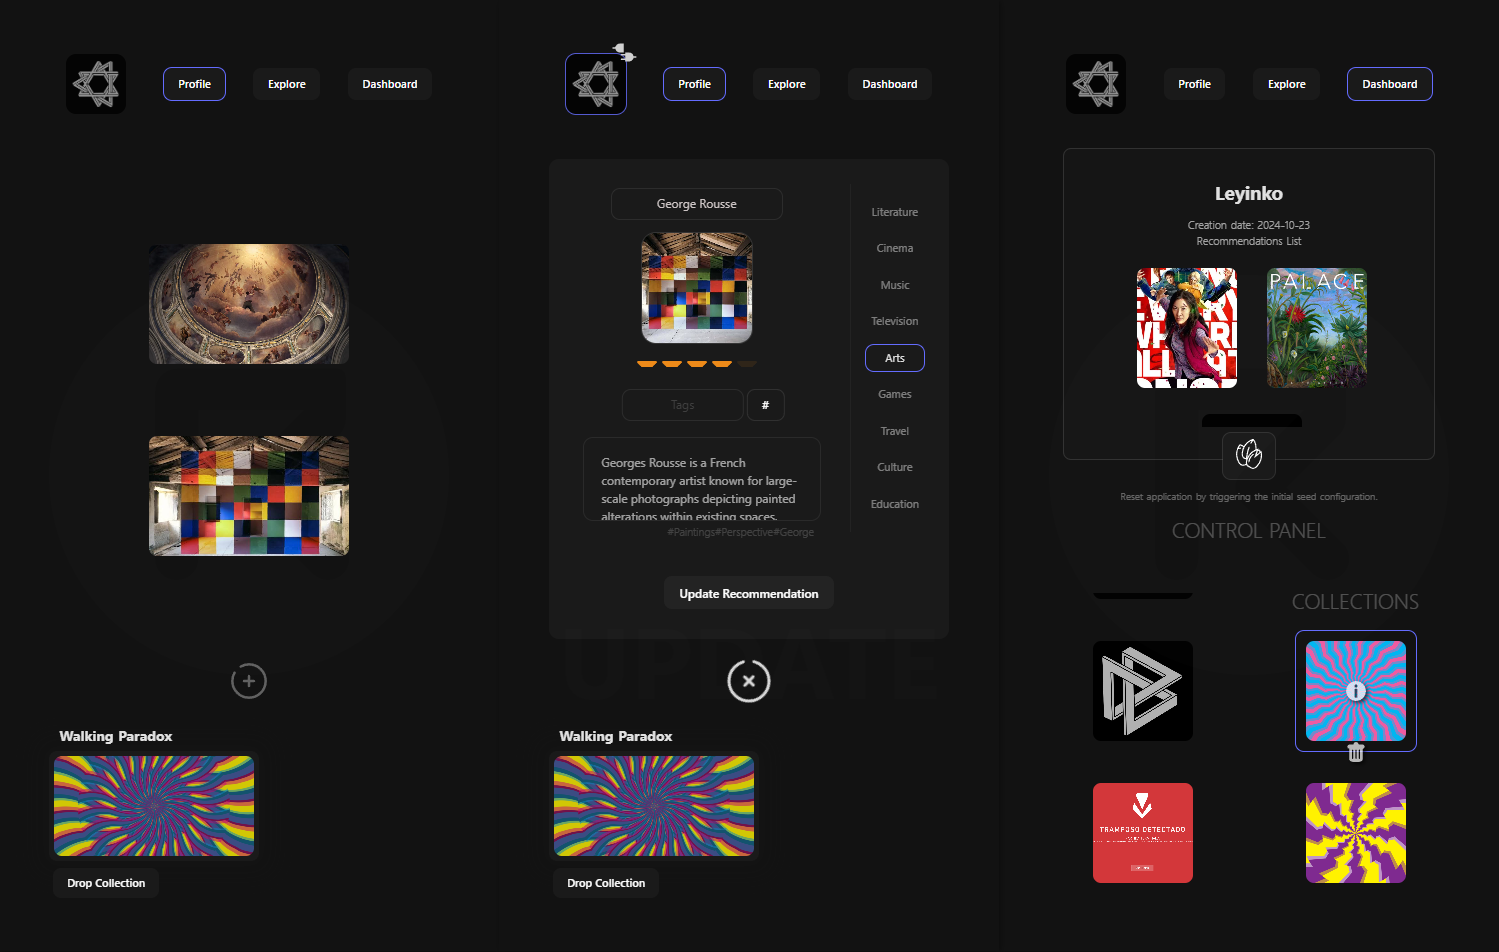 Profile
Explore
Dashboard
Walking Paradox
Drop Collection
Profile
Explore
Dashboard
George Rousse
Literature
Cinema
Music
Television
Arts
Games
Travel
Culture
Education
Tags
#
Georges Rousse is a French
contemporary artist known for large-
scale photographs depicting painted
alterations within existing spaces.
#Paintings#Perspective#George
Update Recommendation
UPDATE
Walking Paradox
Drop Collection
Profile
Explore
Dashboard
Leyinko
Creation date: 2024-10-23
Recommendations List
PALACE
Reset application by triggering the initial seed configuration.
CONTROL PANEL
COLLECTIONS
TRAMPOSO DETECTADO